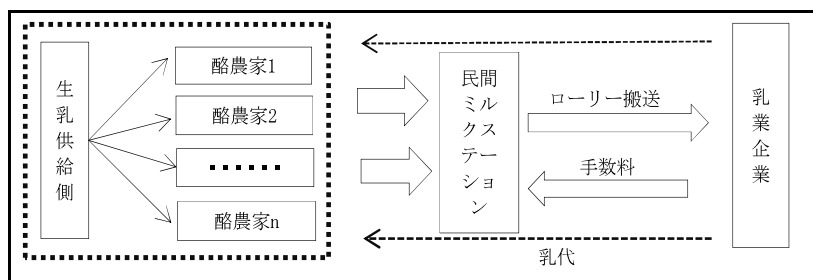 生乳供給側
酪農家1
酪農家2
‥‥‥
酪農家n
民間ミルクステーション
ローリー搬送
手数料
乳代
乳業企業